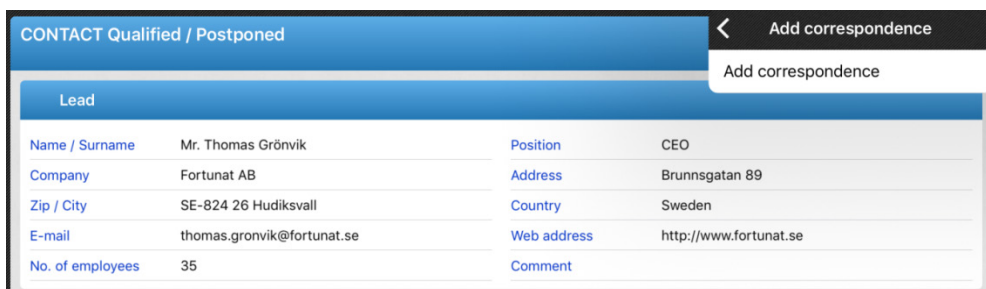 CONTACT Qualified / Postponed
Add correspondence
Add correspondence
Lead
Name / Surname Mr. Thomas Grönvik Position CEO
Company Fortunat AB Address Brunnsgatan 89
Zip / City SE-824 26 Hudiksvall Country Sweden
E-mail thomas.gronvik@fortunat.se Web address http://www.fortunat.se
No. of employees 35 Comment